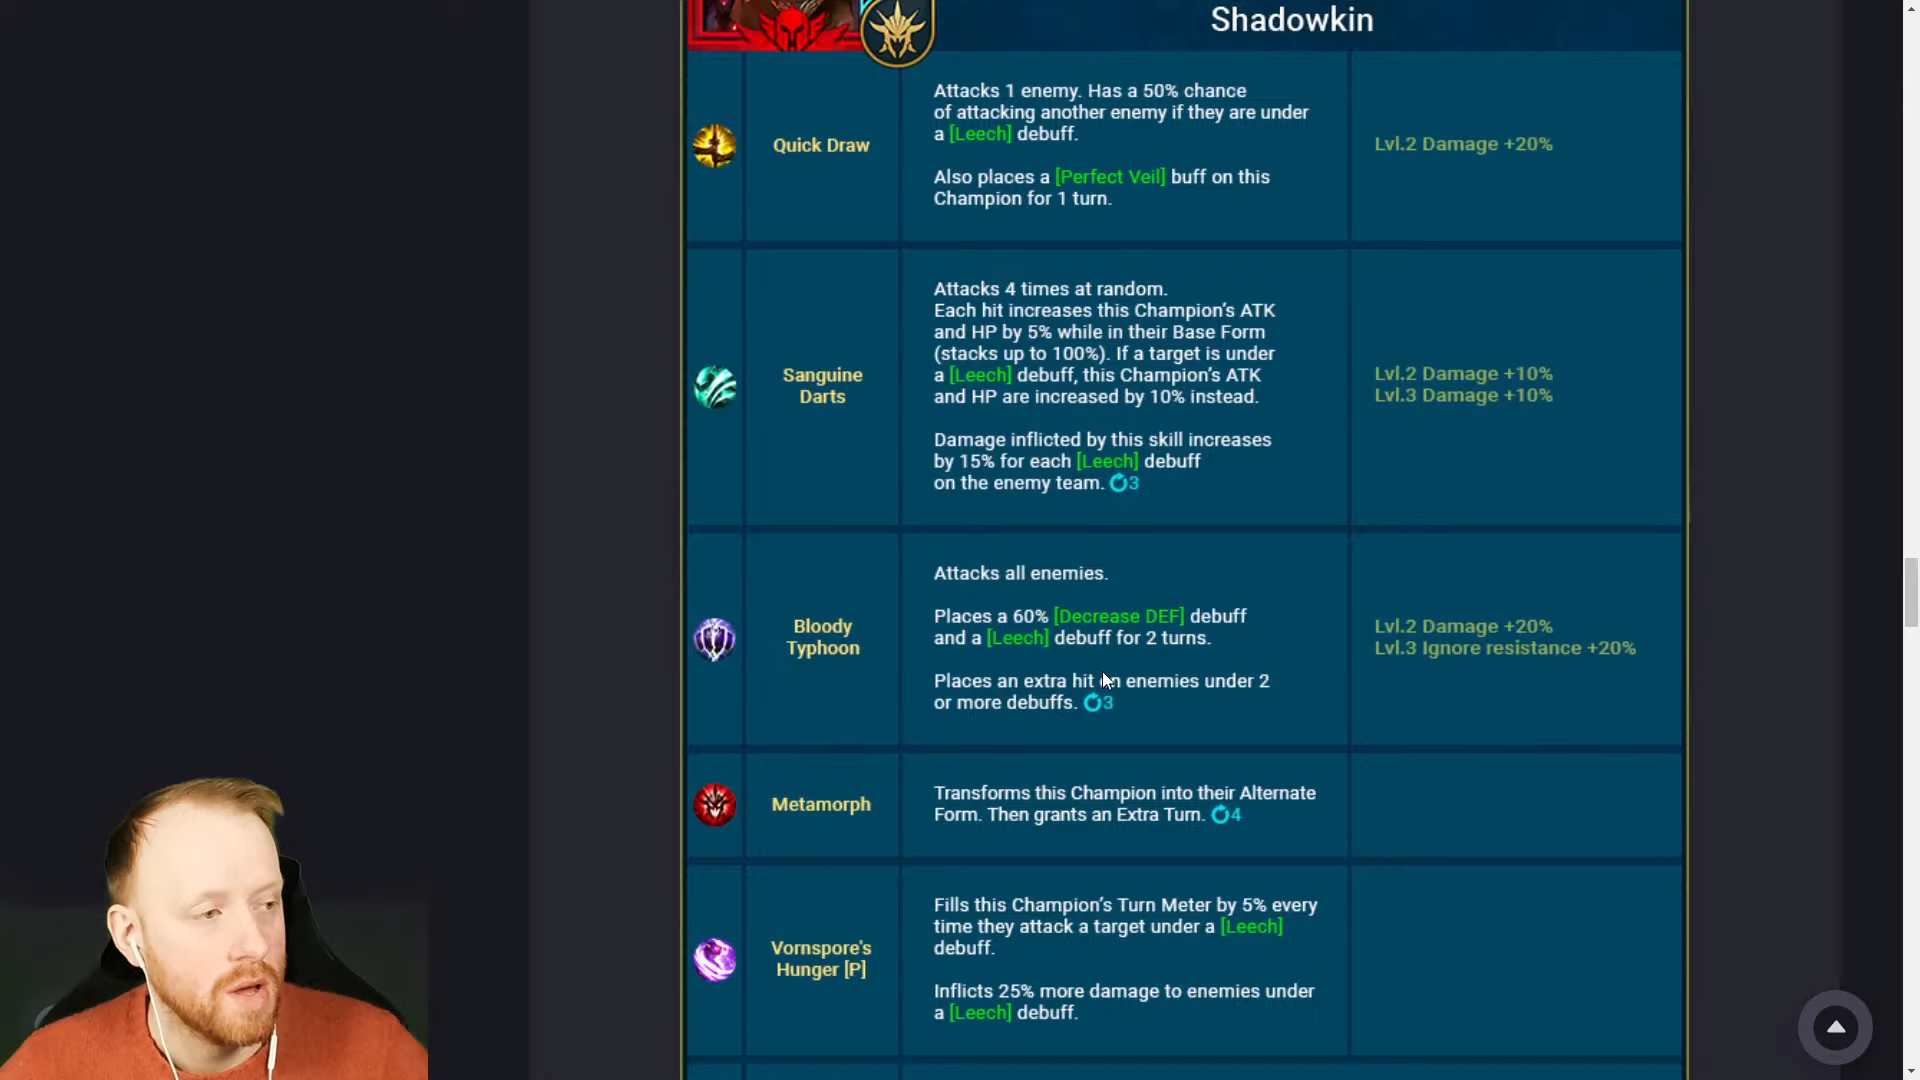 Shadowkin
Quick Draw
Attacks 1 enemy. Has a 50% chance
of attacking another enemy if they are under
a [Leech] debuff.
Also places a [Perfect Veil] buff on this
Champion for 1 turn.
Lvl.2 Damage +20%
Sanguine
Darts
Attacks 4 times at random.
Each hit increases this Champion's ATK
and HP by 5% while in their Base Form
(stacks up to 100%). If a target is under
a [Leech] debuff, this Champion's ATK
and HP are increased by 10% instead.
Damage inflicted by this skill increases
by 15% for each [Leech] debuff
on the enemy team. 3
Lvl.2 Damage +10%
Lvl.3 Damage +10%
Bloody
Typhoon
Attacks all enemies.
Places a 60% [Decrease DEF] debuff
and a [Leech] debuff for 2 turns.
Places an extra hit on enemies under 2
or more debuffs. 3
Lvl.2 Damage +20%
Lvl.3 Ignore resistance +20%
Metamorph
Transforms this Champion into their Alternate
Form. Then grants an Extra Turn. 4
Vornspore's
Hunger [P]
Fills this Champion's Turn Meter by 5% every
time they attack a target under a [Leech]
debuff.
Inflicts 25% more damage to enemies under
a [Leech] debuff.